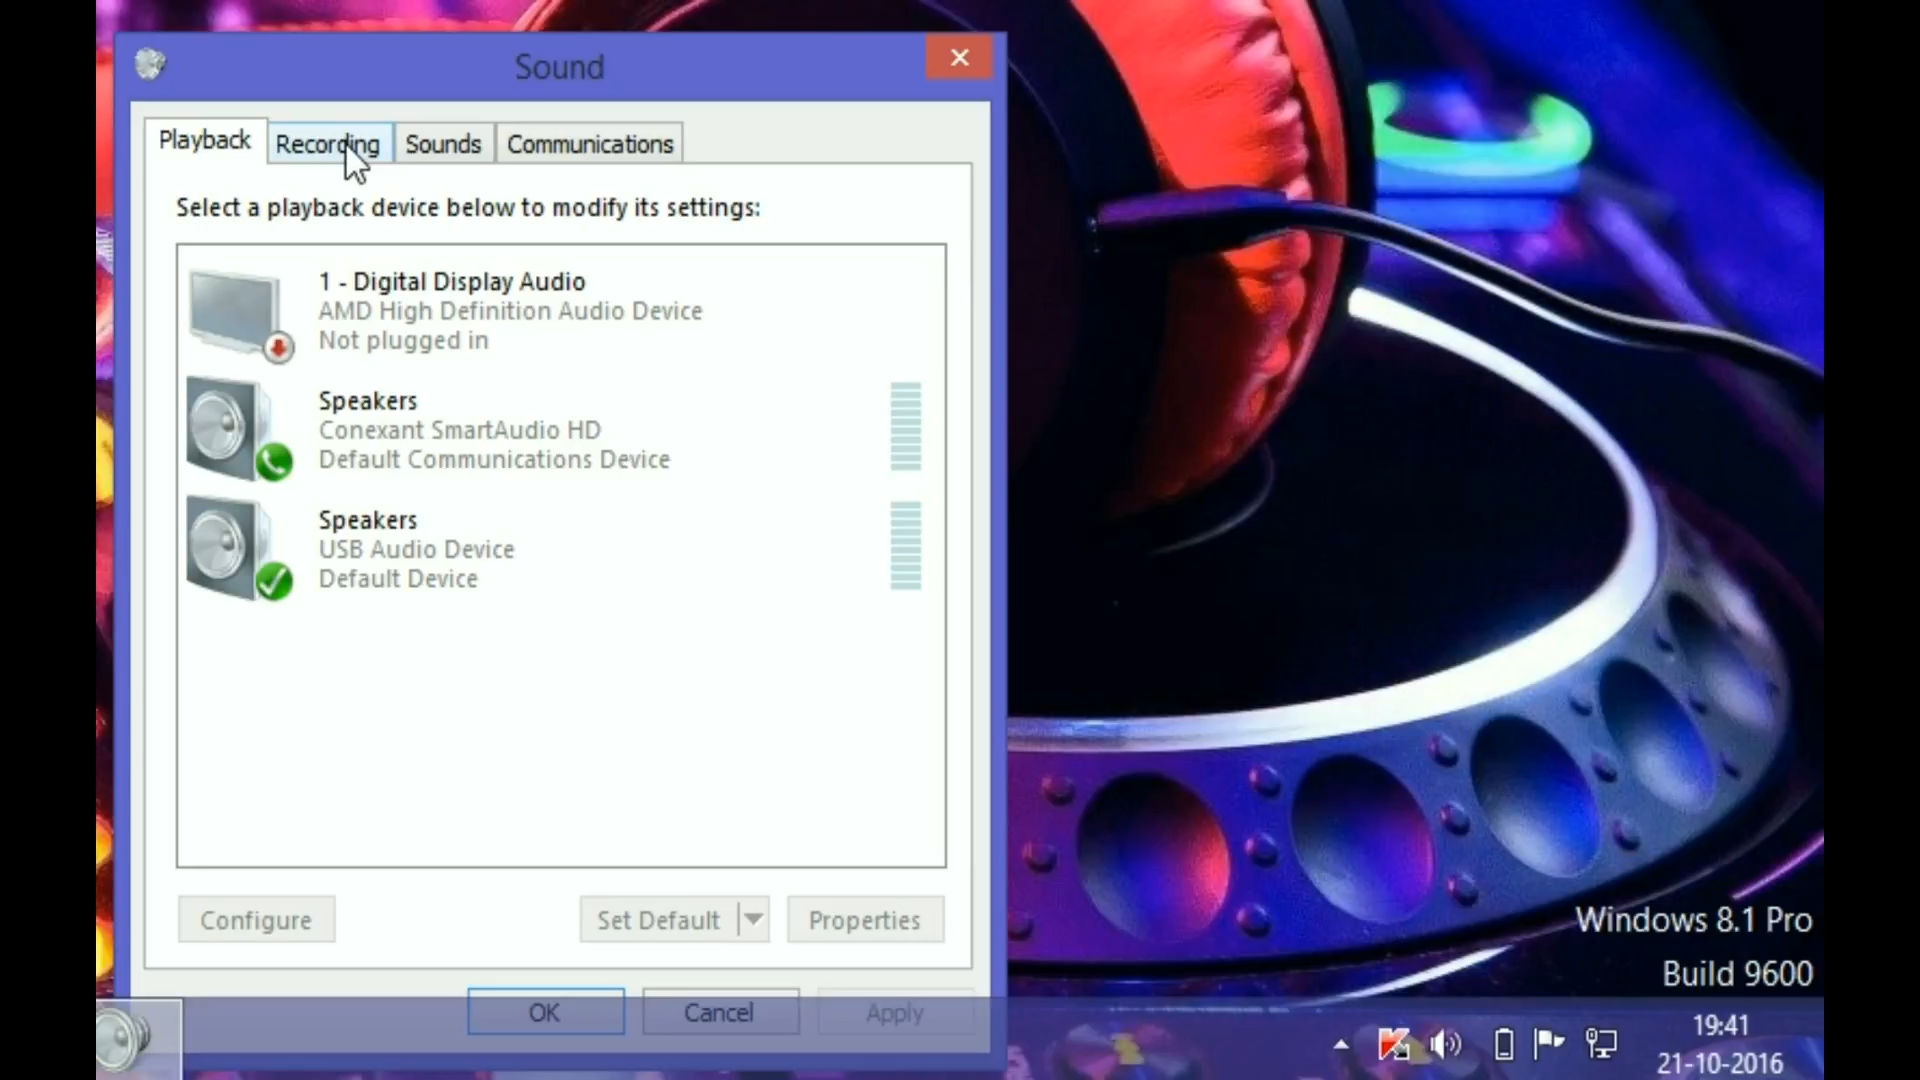 Sound
Playback
Recording
Sounds
Communications
Select a playback device below to modify its settings:
1 - Digital Display Audio
AMD High Definition Audio Device
Not plugged in
Speakers
Conexant SmartAudio HD
Default Communications Device
Speakers
USB Audio Device
Default Device
Configure
Set Default
Properties
OK
Cancel
Apply
Windows 8.1 Pro
Build 9600
19:41
21-10-2016